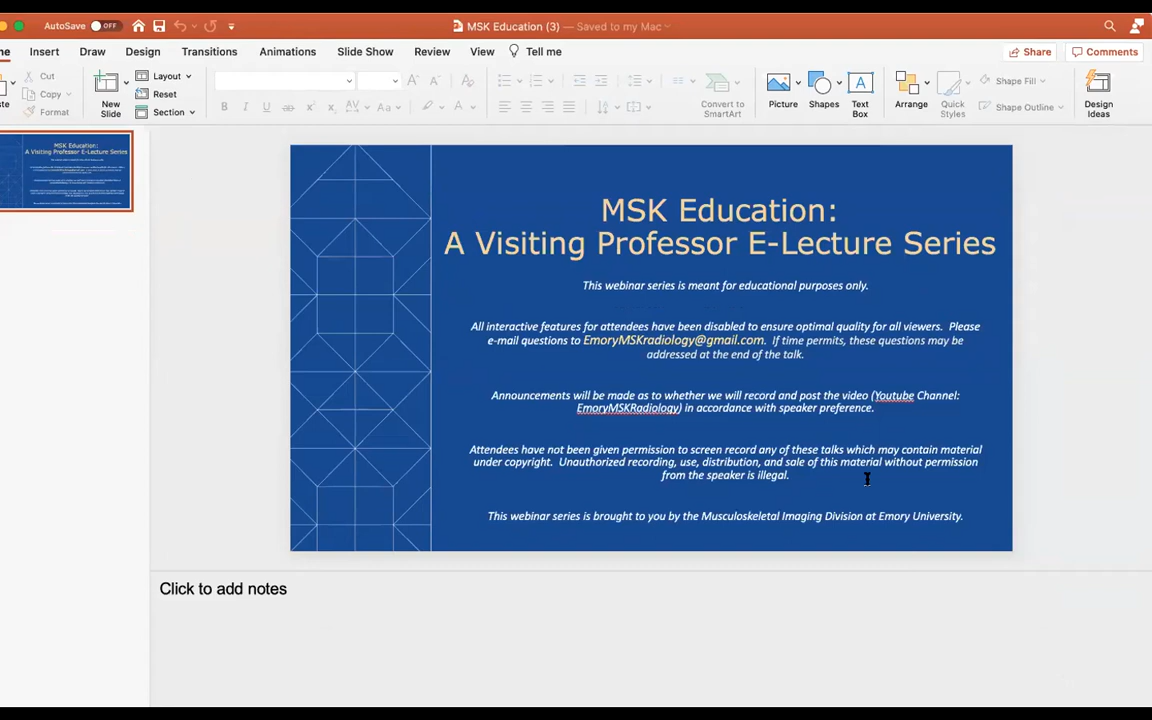 AutoSave OFF
MSK Education (3) — Saved to my Mac
Insert Draw Design Transitions Animations Slide Show Review View Tell me
Share Comments
Cut
Copy
Format
New
Slide
Layout
Reset
Section
Convert to
SmartArt
Picture
Shapes
Text
Box
Arrange
Quick
Styles
Shape Fill
Shape Outline
Design
Ideas
MSK Education:
A Visiting Professor E-Lecture Series
MSK Education:
A Visiting Professor E-Lecture Series
This webinar series is meant for educational purposes only.
All interactive features for attendees have been disabled to ensure optimal quality for all viewers. Please
e-mail questions to EmoryMSKradiology@gmail.com. If time permits, these questions may be
addressed at the end of the talk.
Announcements will be made as to whether we will record and post the video (Youtube Channel:
EmoryMSKRadiology) in accordance with speaker preference.
Attendees have not been given permission to screen record any of these talks which may contain material
under copyright. Unauthorized recording, use, distribution, and sale of this material without permission
from the speaker is illegal.
This webinar series is brought to you by the Musculoskeletal Imaging Division at Emory University.
Click to add notes